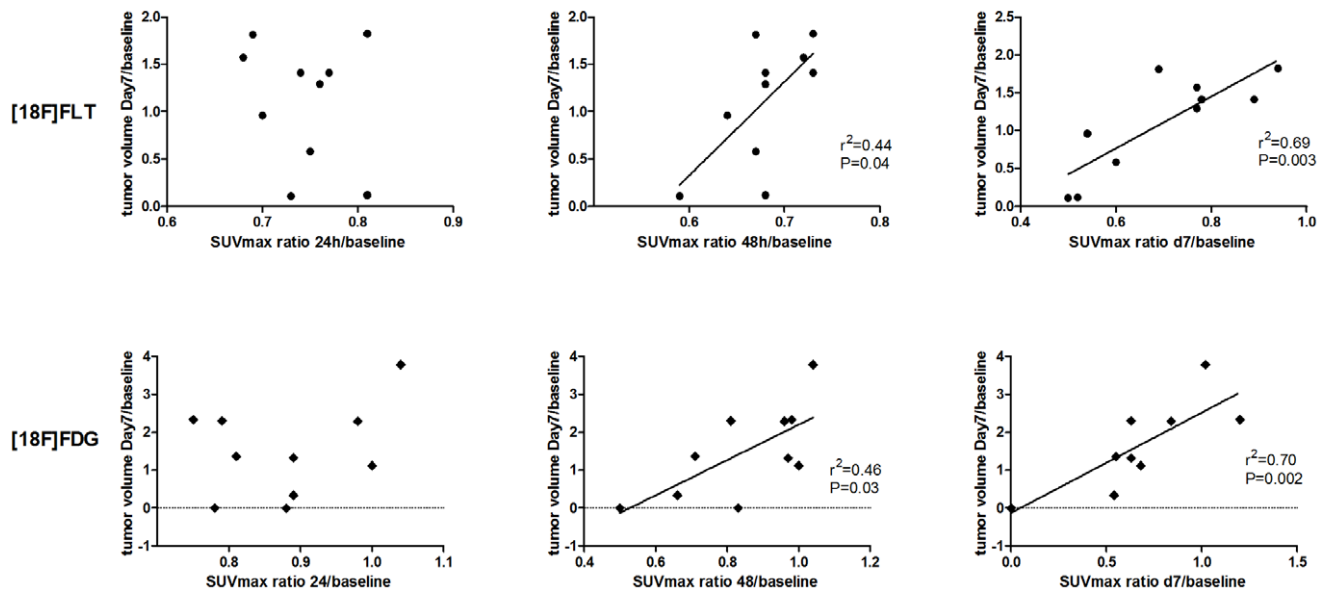 [18F]FLT
tumor volume Day7/baseline
2.0
1.5
1.0
0.5
0.0
0.6
0.7
0.8
0.9
SUVmax ratio 24h/baseline
tumor volume Day7/baseline
2.0
1.5
1.0
0.5
0.0
0.5
0.6
0.7
0.8
r²=0.44
P=0.04
SUVmax ratio 48h/baseline
tumor volume Day7/baseline
2.5
2.0
1.5
1.0
0.5
0.0
0.4
0.6
0.8
1.0
r²=0.69
P=0.003
SUVmax ratio d7/baseline
[18F]FDG
tumor volume Day7/baseline
4
3
2
1
0
-1
0.8
0.9
1.0
1.1
SUVmax ratio 24/baseline
tumor volume Day7/baseline
4
3
2
1
0
-1
0.4
0.6
0.8
1.0
1.2
r²=0.46
P=0.03
SUVmax ratio 48/baseline
tumor volume Day7/baseline
4
3
2
1
0
-1
0.0
0.5
1.0
1.5
r²=0.70
P=0.002
SUVmax ratio d7/baseline